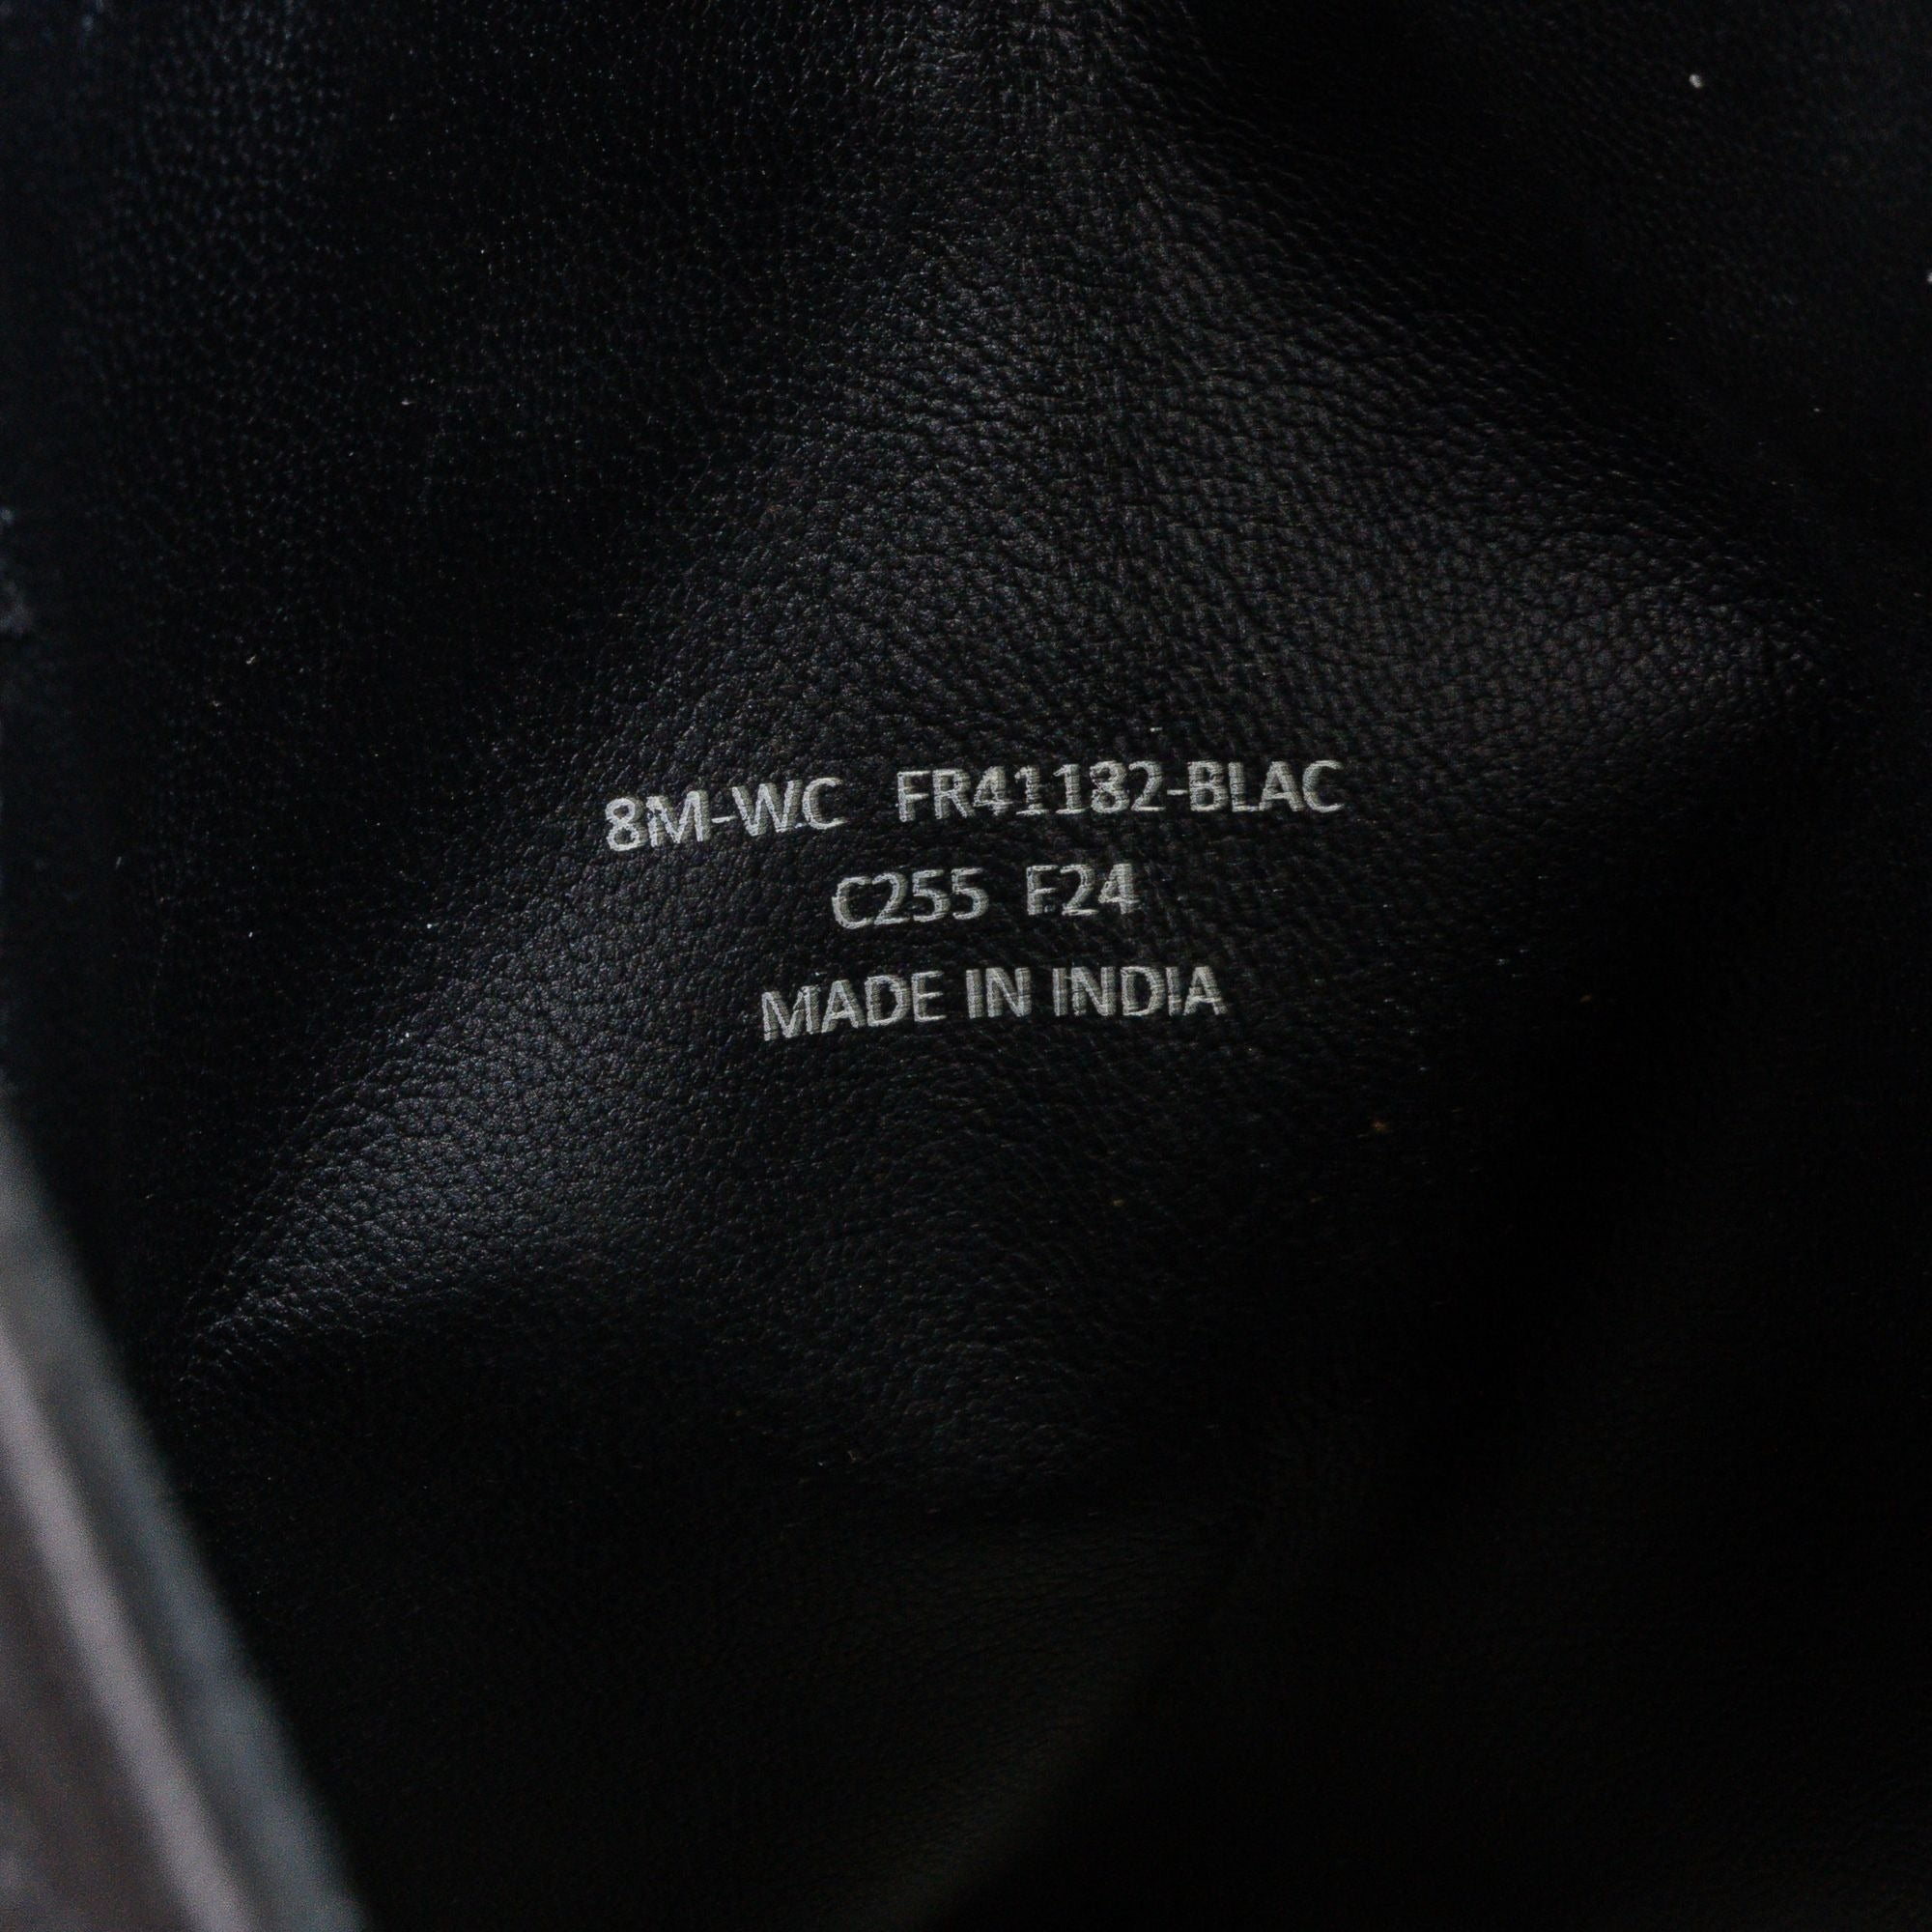 8M-WC FR41182-BLAC
C255 F24
MADE IN INDIA